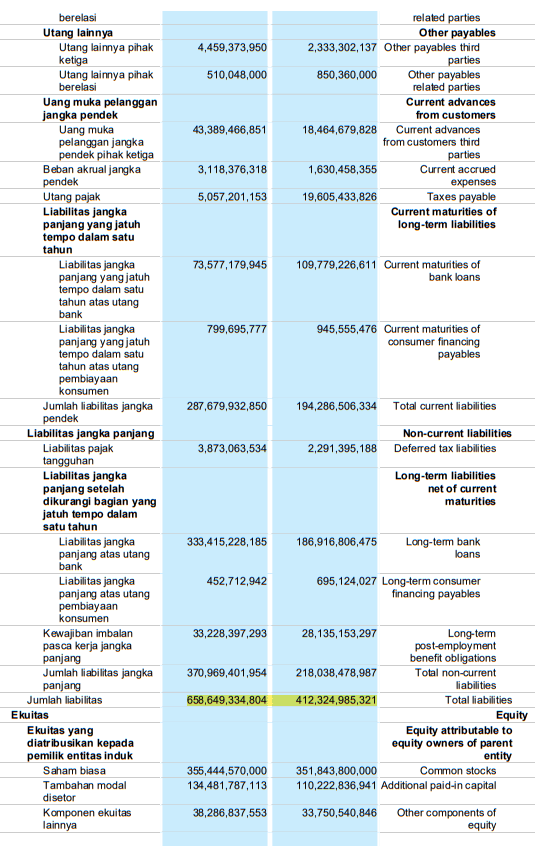 berelasi related parties
Utang lainnya Other payables
Utang lainnya pihak 4,459,373,950 2,333,302,137 Other payables third
ketiga parties
Utang lainnya pihak 510,048,000 850,360,000 Other payables
berelasi related parties
Uang muka pelanggan Current advances
jangka pendek from customers
Uang muka 43,389,466,851 18,464,679,828 Current advances
pelanggan jangka from customers third
pendek pihak ketiga parties
Beban akrual jangka 3,118,376,318 1,630,458,355 Current accrued
pendek expenses
Utang pajak 5,057,201,153 19,605,433,826 Taxes payable
Liabilitas jangka Current maturities of
panjang yang jatuh long-term liabilities
tempo dalam satu
tahun
Liabilitas jangka 73,577,179,945 109,779,226,611 Current maturities of
panjang yang jatuh bank loans
tempo dalam satu
tahun atas utang
bank
Liabilitas jangka 799,695,777 945,555,476 Current maturities of
panjang yang jatuh consumer financing
tempo dalam satu payables
tahun atas utang
pembiayaan
konsumen
Jumlah liabilitas jangka 287,679,932,850 194,286,506,334 Total current liabilities
pendek
Liabilitas jangka panjang Non-current liabilities
Liabilitas pajak 3,873,063,534 2,291,395,188 Deferred tax liabilities
tangguhan
Liabilitas jangka Long-term liabilities
panjang setelah net of current
dikurangi bagian yang maturities
jatuh tempo dalam
satu tahun
Liabilitas jangka 333,415,228,185 186,916,806,475 Long-term bank
panjang atas utang loans
bank
Liabilitas jangka 452,712,942 695,124,027 Long-term consumer
panjang atas utang financing payables
pembiayaan
konsumen
Kewajiban imbalan 33,228,397,293 28,135,153,297 Long-term
pasca kerja jangka post-employment
panjang benefit obligations
Jumlah liabilitas jangka 370,969,401,954 218,038,478,987 Total non-current
panjang liabilities
Jumlah liabilitas 658,649,334,804 412,324,985,321 Total liabilities
Ekuitas Equity
Ekuitas yang Equity attributable to
diatribusikan kepada equity owners of parent
pemilik entitas induk entity
Saham biasa 355,444,570,000 351,843,800,000 Common stocks
Tambahan modal 134,481,787,113 110,222,836,941 Additional paid-in capital
disetor
Komponen ekuitas 38,286,837,553 33,750,540,846 Other components of
lainnya equity